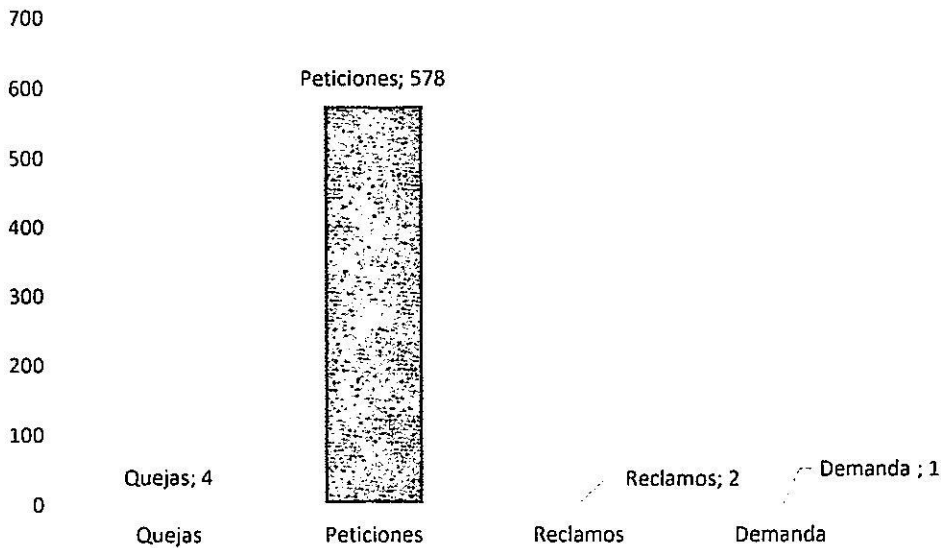 700
Peticiones; 578
600
500
400
300
200
100
Quejas; 4
Reclamos; 2
Demanda ; 1
0
Quejas Peticiones Reclamos Demanda